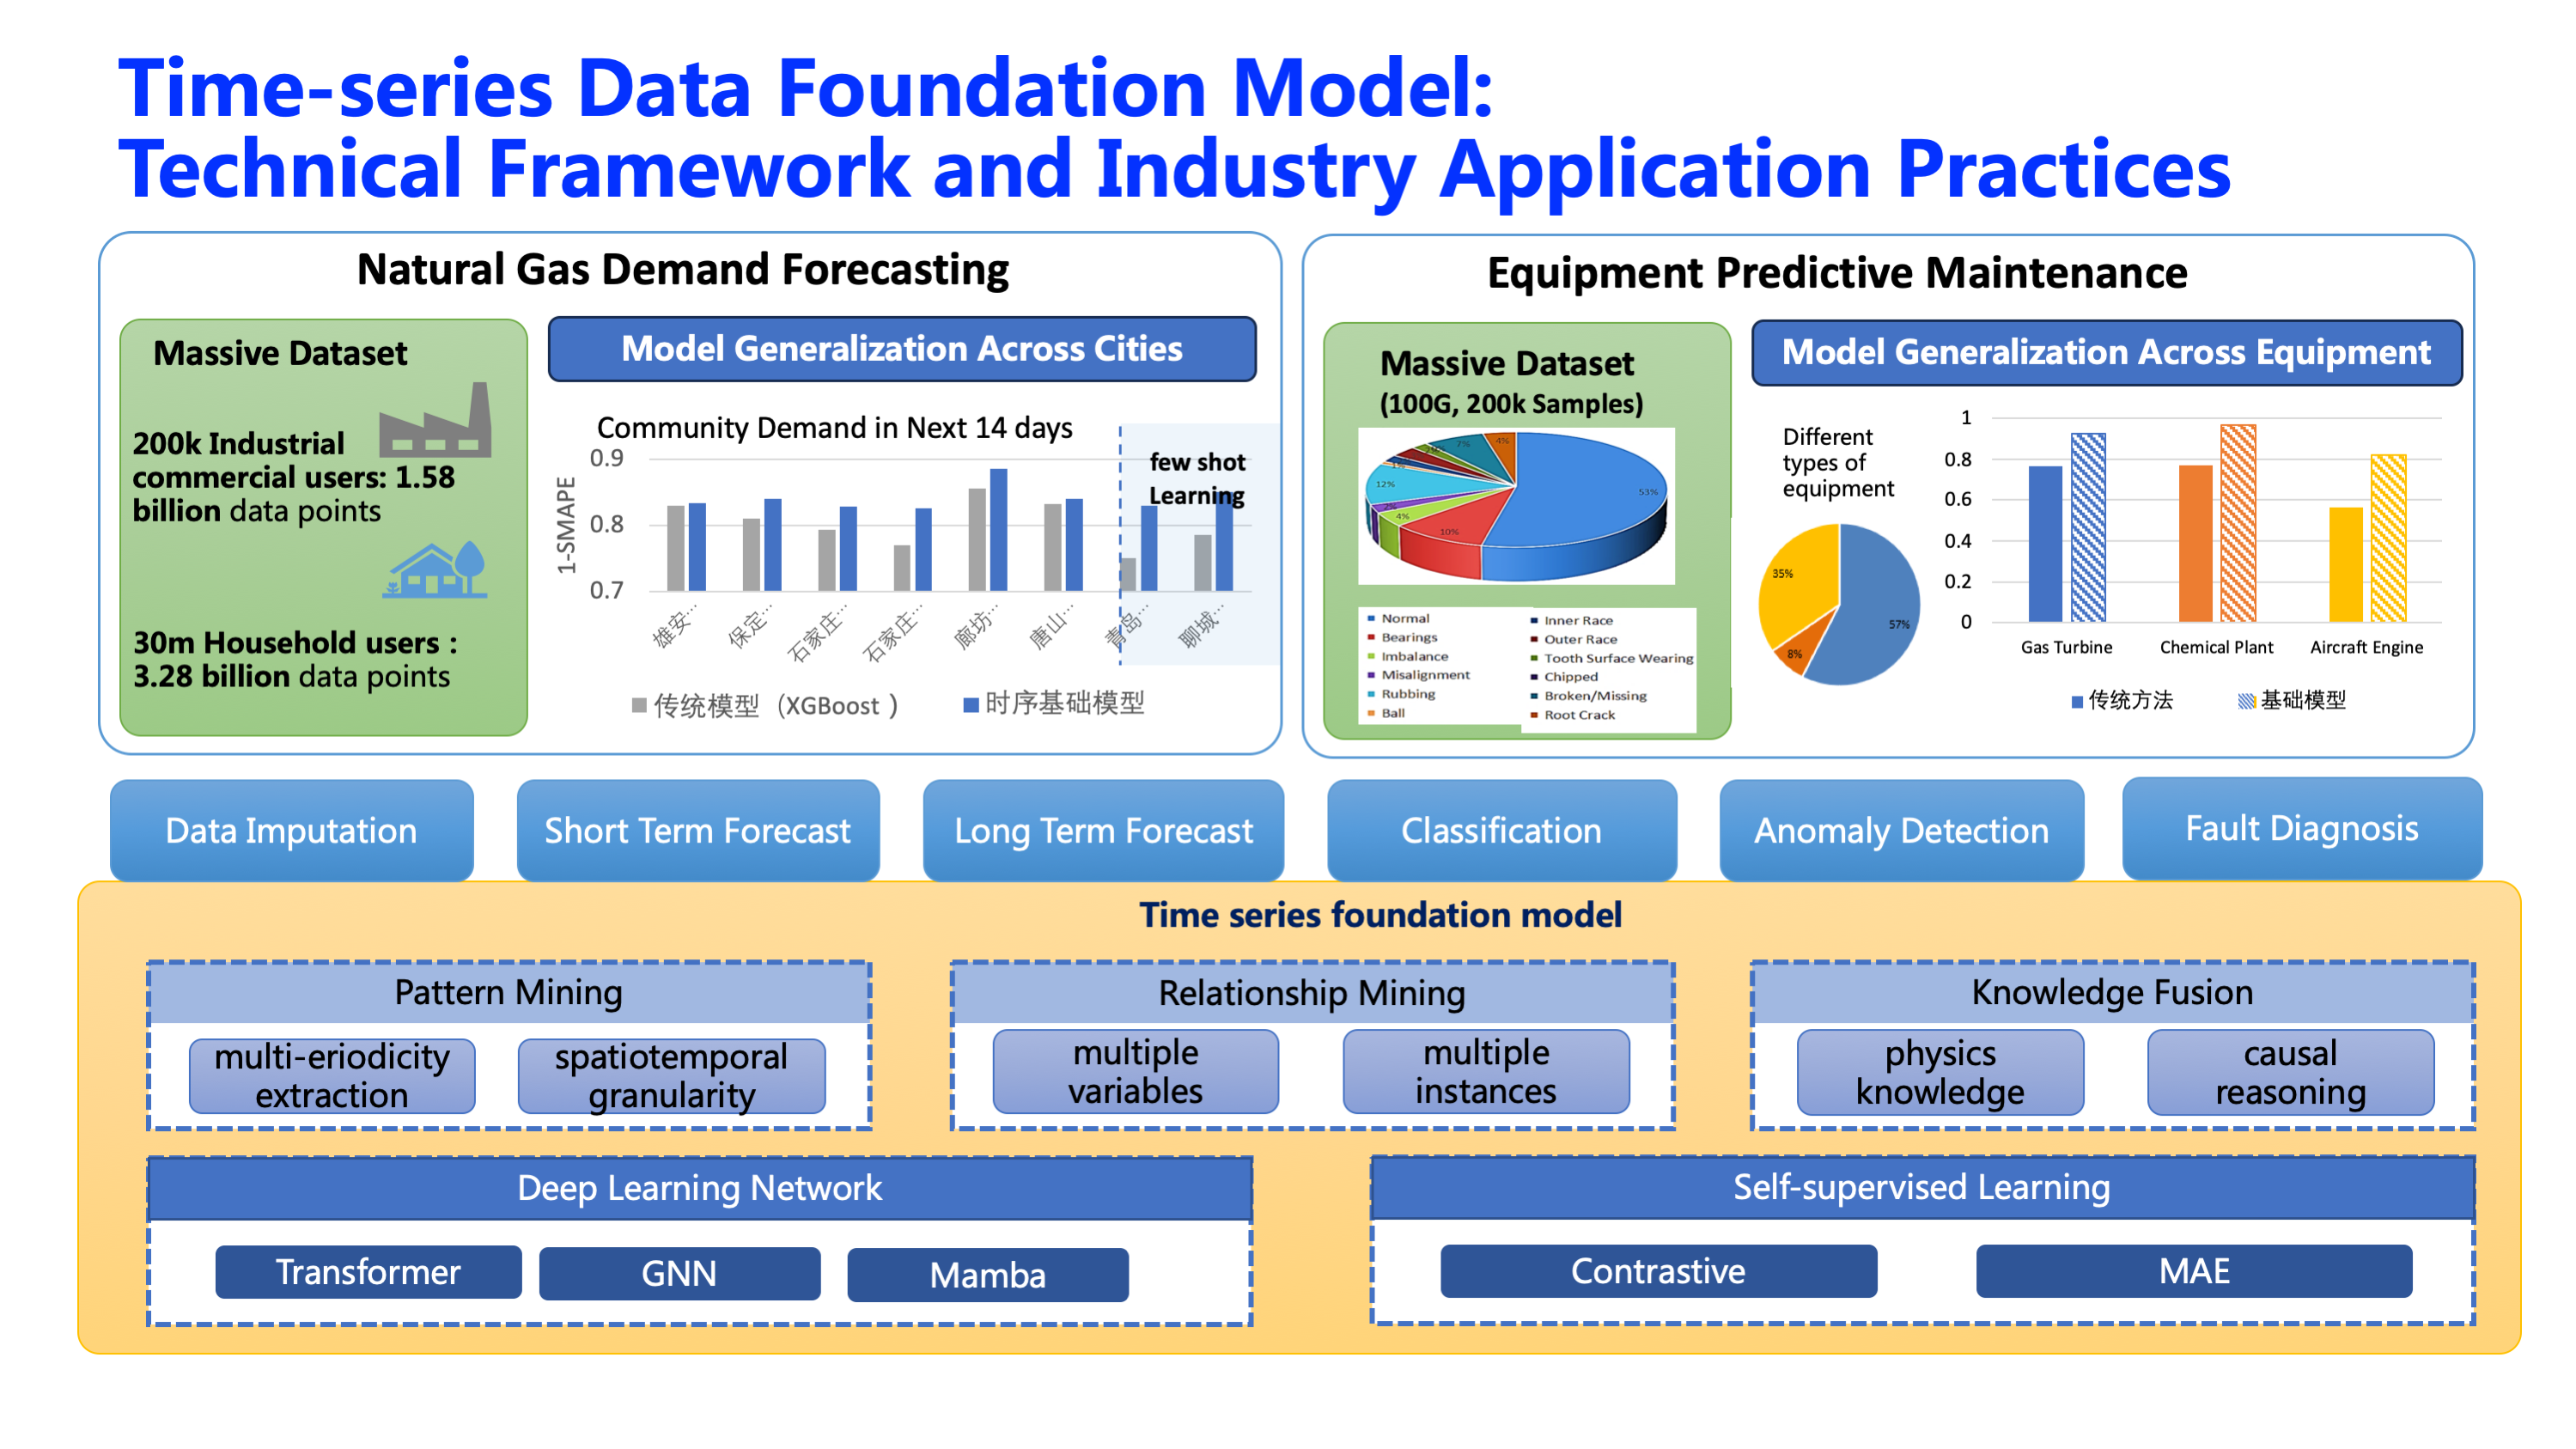 Time-series Data Foundation Model:
Technical Framework and Industry Application Practices
Natural Gas Demand Forecasting
Massive Dataset
200k Industrial
commercial users: 1.58
billion data points
30m Household users :
3.28 billion data points
Model Generalization Across Cities
Community Demand in Next 14 days
few shot
Learning
1-SMAPE
0.9
0.8
0.7
雄安...
保定...
石家庄...
石家庄...
廊坊...
唐山...
青岛...
聊城...
传统模型（XGBoost ）
时序基础模型
Equipment Predictive Maintenance
Massive Dataset
(100G, 200k Samples)
53%
10%
4%
12%
7%
4%
Normal
Bearings
Imbalance
Misalignment
Rubbing
Ball
Inner Race
Outer Race
Tooth Surface Wearing
Chipped
Broken/Missing
Root Crack
Model Generalization Across Equipment
Different
types of
equipment
35%
57%
8%
1
0.8
0.6
0.4
0.2
0
Gas Turbine
Chemical Plant
Aircraft Engine
传统方法
基础模型
Data Imputation
Short Term Forecast
Long Term Forecast
Classification
Anomaly Detection
Fault Diagnosis
Time series foundation model
Pattern Mining
multi-eriodicity
extraction
spatiotemporal
granularity
Relationship Mining
multiple
variables
multiple
instances
Knowledge Fusion
physics
knowledge
causal
reasoning
Deep Learning Network
Transformer
GNN
Mamba
Self-supervised Learning
Contrastive
MAE